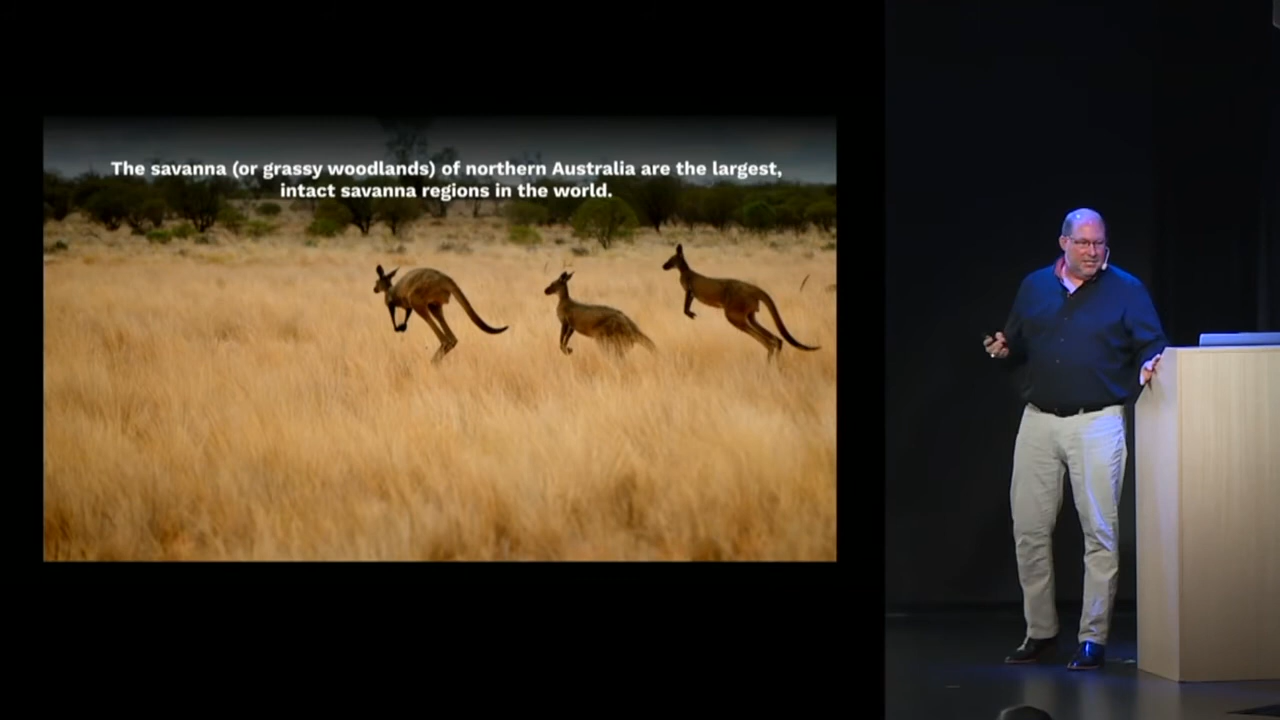 The savanna (or grassy woodlands) of northern Australia are the largest,
intact savanna regions in the world.